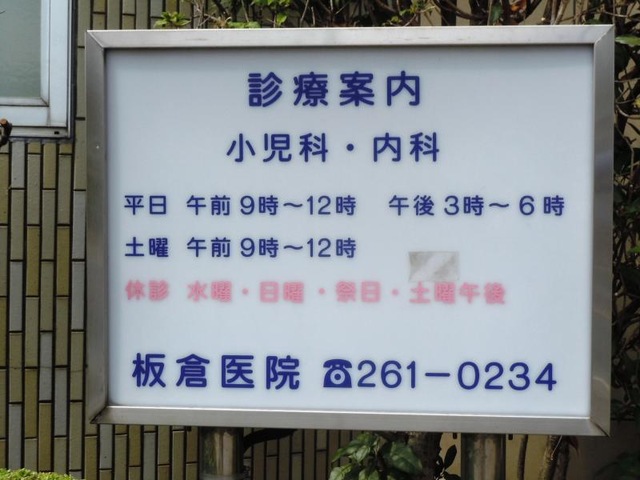 診療案内
小児科・内科
平日 午前9時～12時 午後3時～6時
土曜 午前9時～12時
休診 水曜・日曜・祭日・土曜午後
板倉医院 ☎261-0234